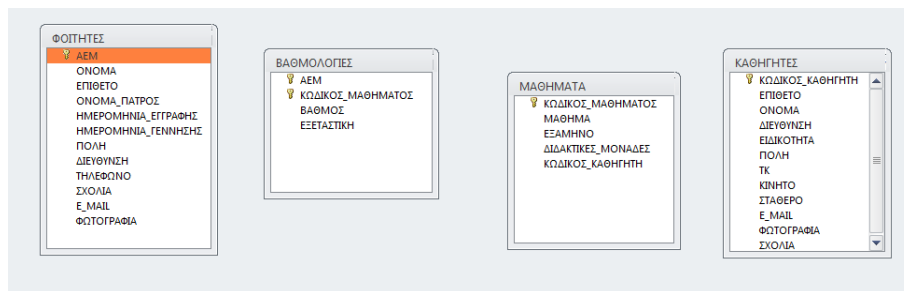 ΦΟΙΤΗΤΕΣ
ΑΕΜ
ΟΝΟΜΑ
ΕΠΙΘΕΤΟ
ΟΝΟΜΑ_ΠΑΤΡΟΣ
ΗΜΕΡΟΜΗΝΙΑ_ΕΓΓΡΑΦΗΣ
ΗΜΕΡΟΜΗΝΙΑ_ΓΕΝΝΗΣΗΣ
ΠΟΛΗ
ΔΙΕΥΘΥΝΣΗ
ΤΗΛΕΦΩΝΟ
ΣΧΟΛΙΑ
E_MAIL
ΦΩΤΟΓΡΑΦΙΑ
ΒΑΘΜΟΛΟΓΙΕΣ
ΑΕΜ
ΚΩΔΙΚΟΣ_ΜΑΘΗΜΑΤΟΣ
ΒΑΘΜΟΣ
ΕΞΕΤΑΣΤΙΚΗ
ΜΑΘΗΜΑΤΑ
ΚΩΔΙΚΟΣ_ΜΑΘΗΜΑΤΟΣ
ΜΑΘΗΜΑ
ΕΞΑΜΗΝΟ
ΔΙΔΑΚΤΙΚΕΣ_ΜΟΝΑΔΕΣ
ΚΩΔΙΚΟΣ_ΚΑΘΗΓΗΤΗ
ΚΑΘΗΓΗΤΕΣ
ΚΩΔΙΚΟΣ_ΚΑΘΗΓΗΤΗ
ΕΠΙΘΕΤΟ
ΟΝΟΜΑ
ΔΙΕΥΘΥΝΣΗ
ΕΙΔΙΚΟΤΗΤΑ
ΠΟΛΗ
ΤΚ
ΚΙΝΗΤΟ
ΣΤΑΘΕΡΟ
E_MAIL
ΦΩΤΟΓΡΑΦΙΑ
ΣΧΟΛΙΑ